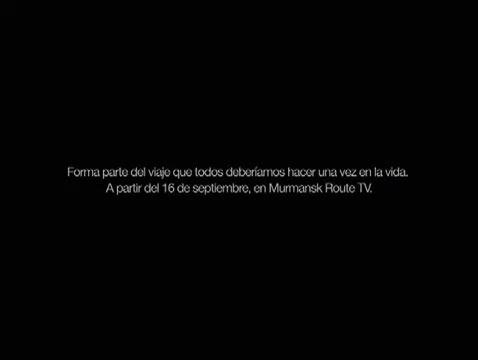 Forma parte del viaje que todos deberíamos hacer una vez en la vida.
A partir del 16 de septiembre, en Murmansk Route TV.